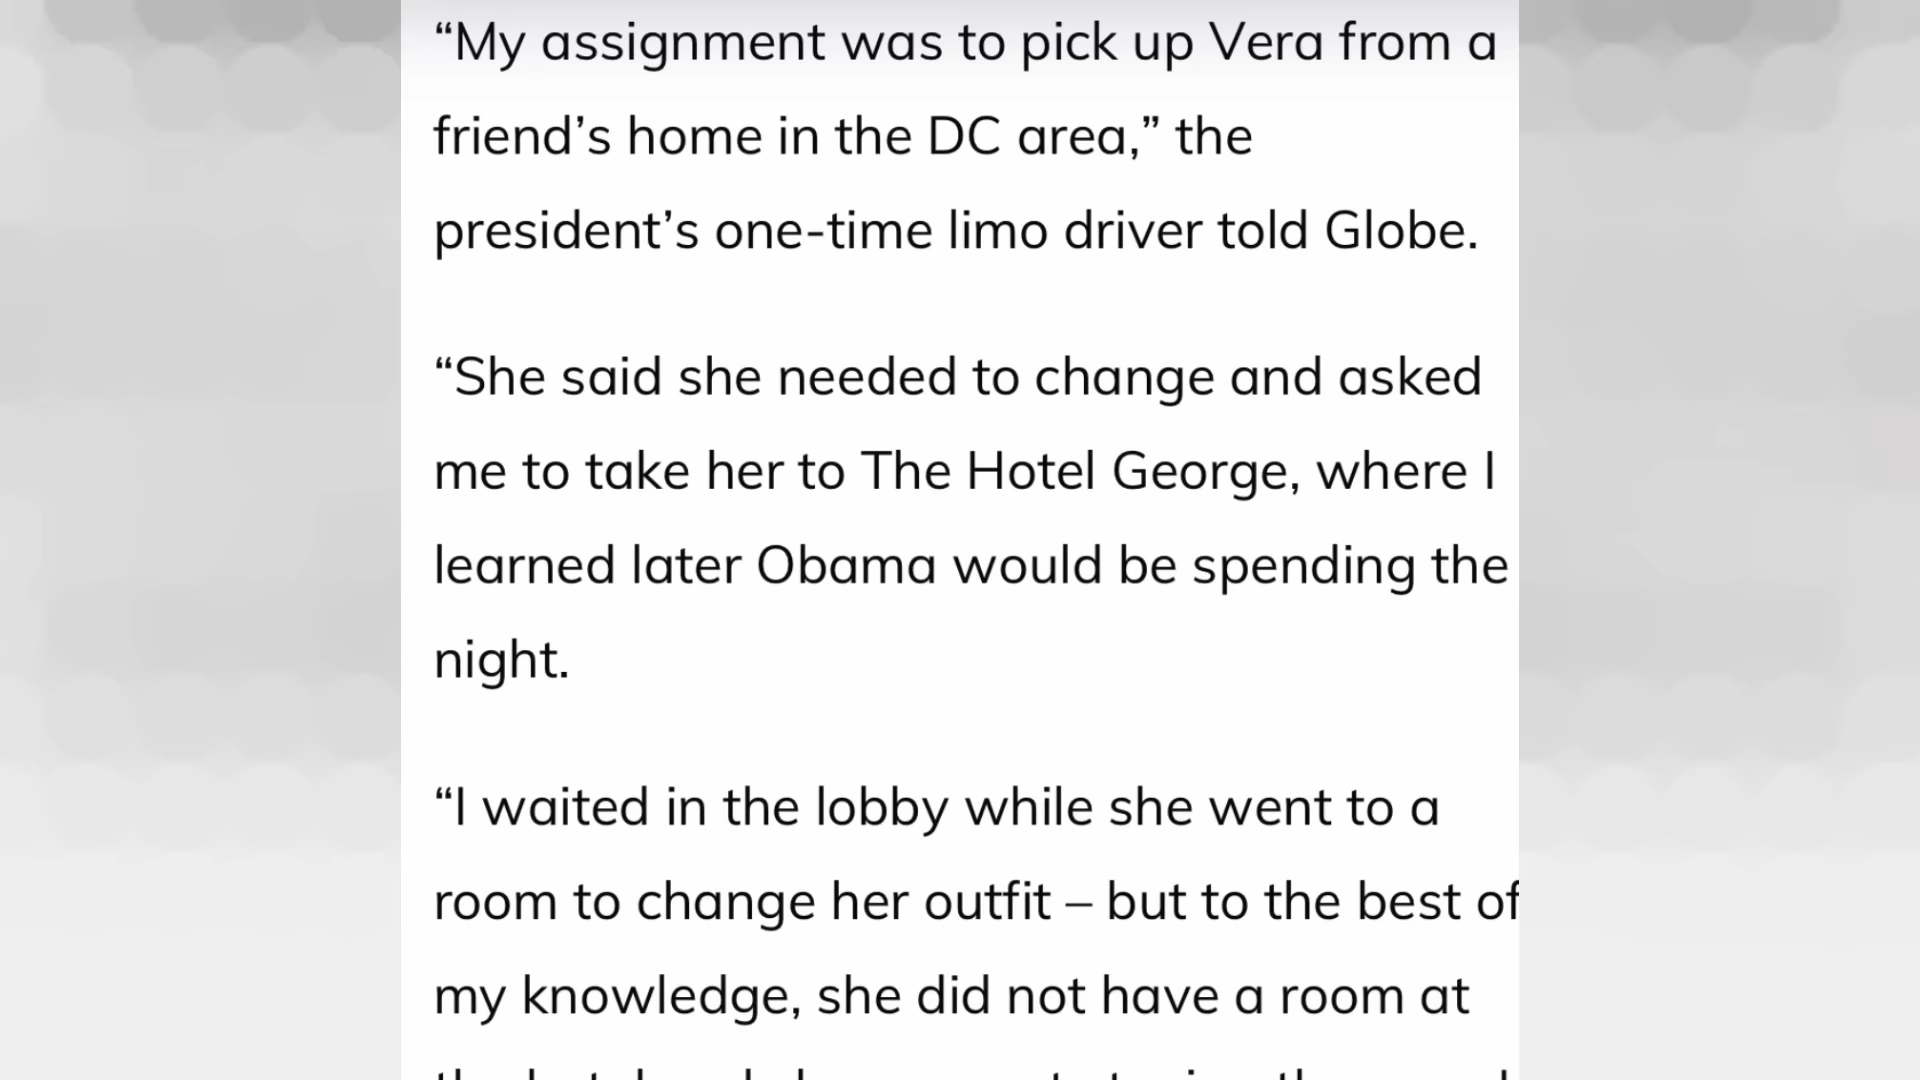 “My assignment was to pick up Vera from a
friend’s home in the DC area,” the
president’s one-time limo driver told Globe.
“She said she needed to change and asked
me to take her to The Hotel George, where I
learned later Obama would be spending the
night.
“I waited in the lobby while she went to a
room to change her outfit – but to the best of
my knowledge, she did not have a room at